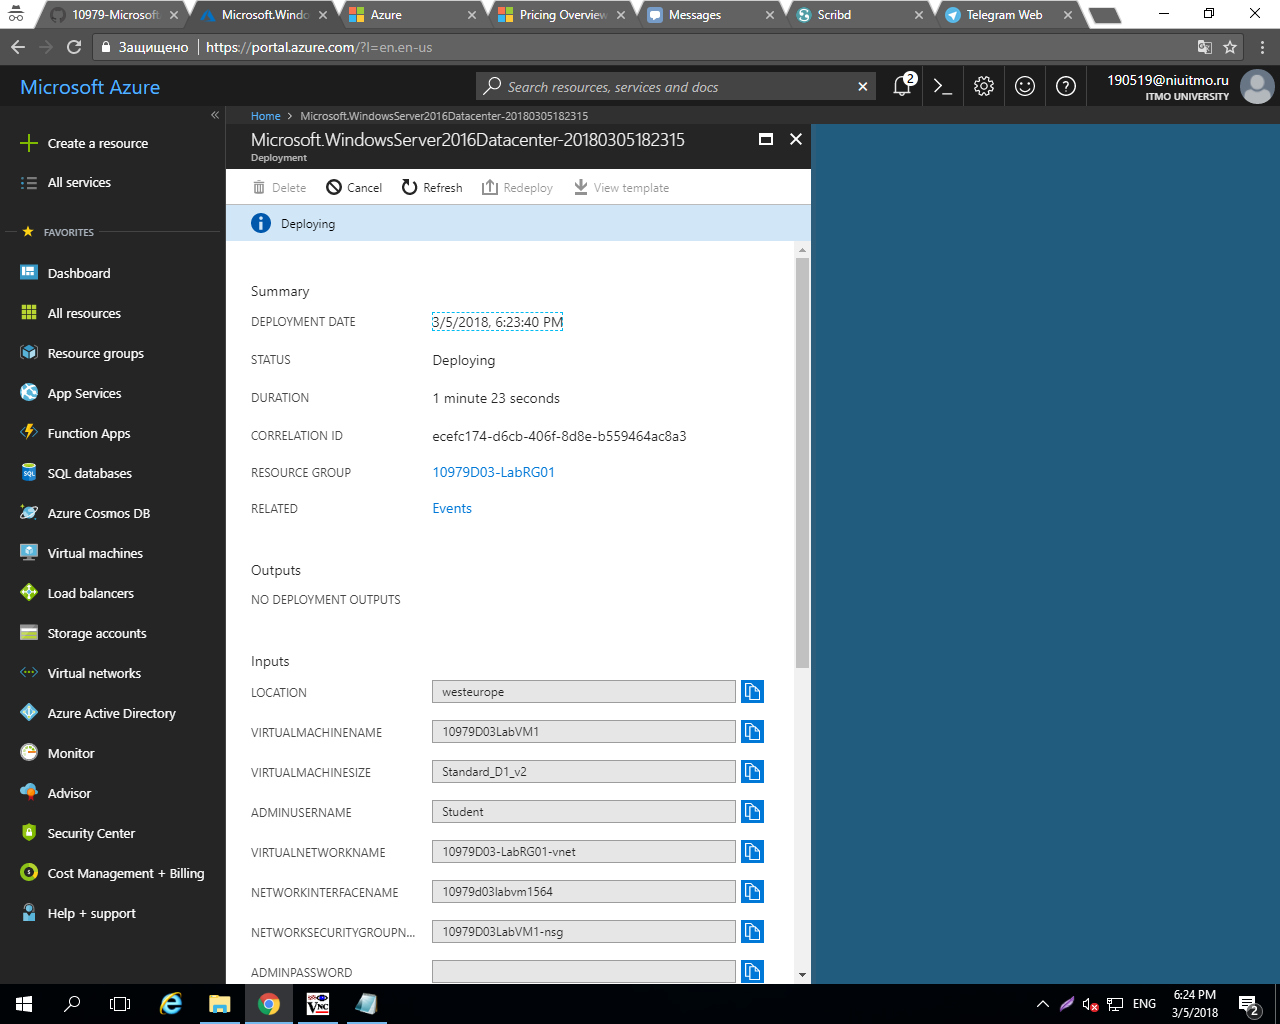 10979-Microsoft
Microsoft.Windo
Azure
Pricing Overview
Messages
Scribd
Telegram Web
Защищено
https://portal.azure.com/?l=en.en-us
Microsoft Azure
Search resources, services and docs
2
190519@niuitmo.ru
ITMO UNIVERSITY
Home > Microsoft.WindowsServer2016Datacenter-20180305182315
Create a resource
All services
FAVORITES
Dashboard
All resources
Resource groups
App Services
Function Apps
SQL databases
Azure Cosmos DB
Virtual machines
Load balancers
Storage accounts
Virtual networks
Azure Active Directory
Monitor
Advisor
Security Center
Cost Management + Billing
Help + support
Microsoft.WindowsServer2016Datacenter-20180305182315
Deployment
Delete Cancel Refresh Redeploy View template
Deploying
Summary
DEPLOYMENT DATE 3/5/2018, 6:23:40 PM
STATUS Deploying
DURATION 1 minute 23 seconds
CORRELATION ID ecefc174-d6cb-406f-8d8e-b559464ac8a3
RESOURCE GROUP 10979D03-LabRG01
RELATED Events
Outputs
NO DEPLOYMENT OUTPUTS
Inputs
LOCATION westeurope
VIRTUALMACHINENAME 10979D03LabVM1
VIRTUALMACHINESIZE Standard_D1_v2
ADMINUSERNAME Student
VIRTUALNETWORKNAME 10979D03-LabRG01-vnet
NETWORKINTERFACENAME 10979d03labvm1564
NETWORKSECURITYGROUPN... 10979D03LabVM1-nsg
ADMINPASSWORD
ENG
6:24 PM
3/5/2018
2